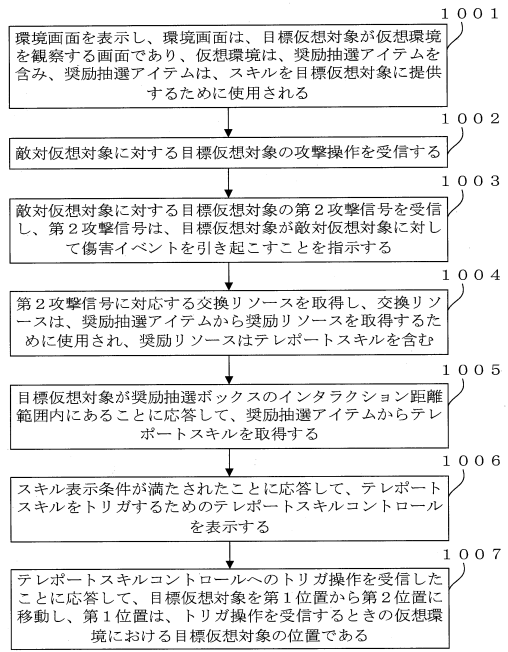 1001
環境画面を表示し、環境画面は、目標仮想対象が仮想環境
を観察する画面であり、仮想環境は、奨励抽選アイテムを
含み、奨励抽選アイテムは、スキルを目標仮想対象に提供
するために使用される
1002
敵対仮想対象に対する目標仮想対象の攻撃操作を受信する
1003
敵対仮想対象に対する目標仮想対象の第2攻撃信号を受信
し、第2攻撃信号は、目標仮想対象が敵対仮想対象に対し
て傷害イベントを引き起こすことを指示する
1004
第2攻撃信号に対応する交換リソースを取得し、交換リソ
ースは、奨励抽選アイテムから奨励リソースを取得するた
めに使用され、奨励リソースはテレポートスキルを含む
1005
目標仮想対象が奨励抽選ボックスのインタラクション距離
範囲内にあることに応答して、奨励抽選アイテムからテレ
ポートスキルを取得する
1006
スキル表示条件が満たされたことに応答して、テレポート
スキルをトリガするためのテレポートスキルコントロール
を表示する
1007
テレポートスキルコントロールへのトリガ操作を受信した
ことに応答して、目標仮想対象を第1位置から第2位置に
移動し、第1位置は、トリガ操作を受信するときの仮想環
境における目標仮想対象の位置である